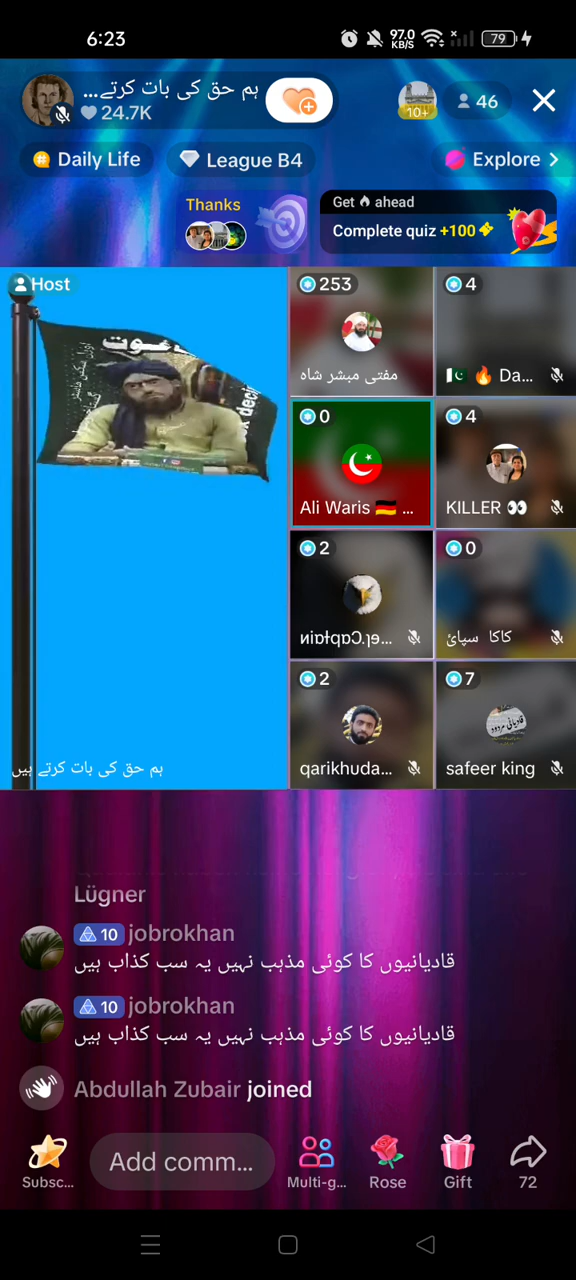 6:23
97.0
KB/S
79
ہم حق کی بات کرتے...
24.7K
10+
46
Daily Life
League B4
Explore
Thanks
Get ahead
Complete quiz +100
Host
253
مفتی مبشر شاہ
4
Da...
0
Ali Waris ...
4
KILLER
2
0
کاکا سپائ
2
qarikhuda...
7
safeer king
ہم حق کی بات کرتے ہیں
Lügner
10 jobrokhan
قادیانیوں کا کوئی مذہب نہیں یہ سب کذاب ہیں
10 jobrokhan
قادیانیوں کا کوئی مذہب نہیں یہ سب کذاب ہیں
Abdullah Zubair joined
Subsc...
Add comm...
Multi-g...
Rose
Gift
72